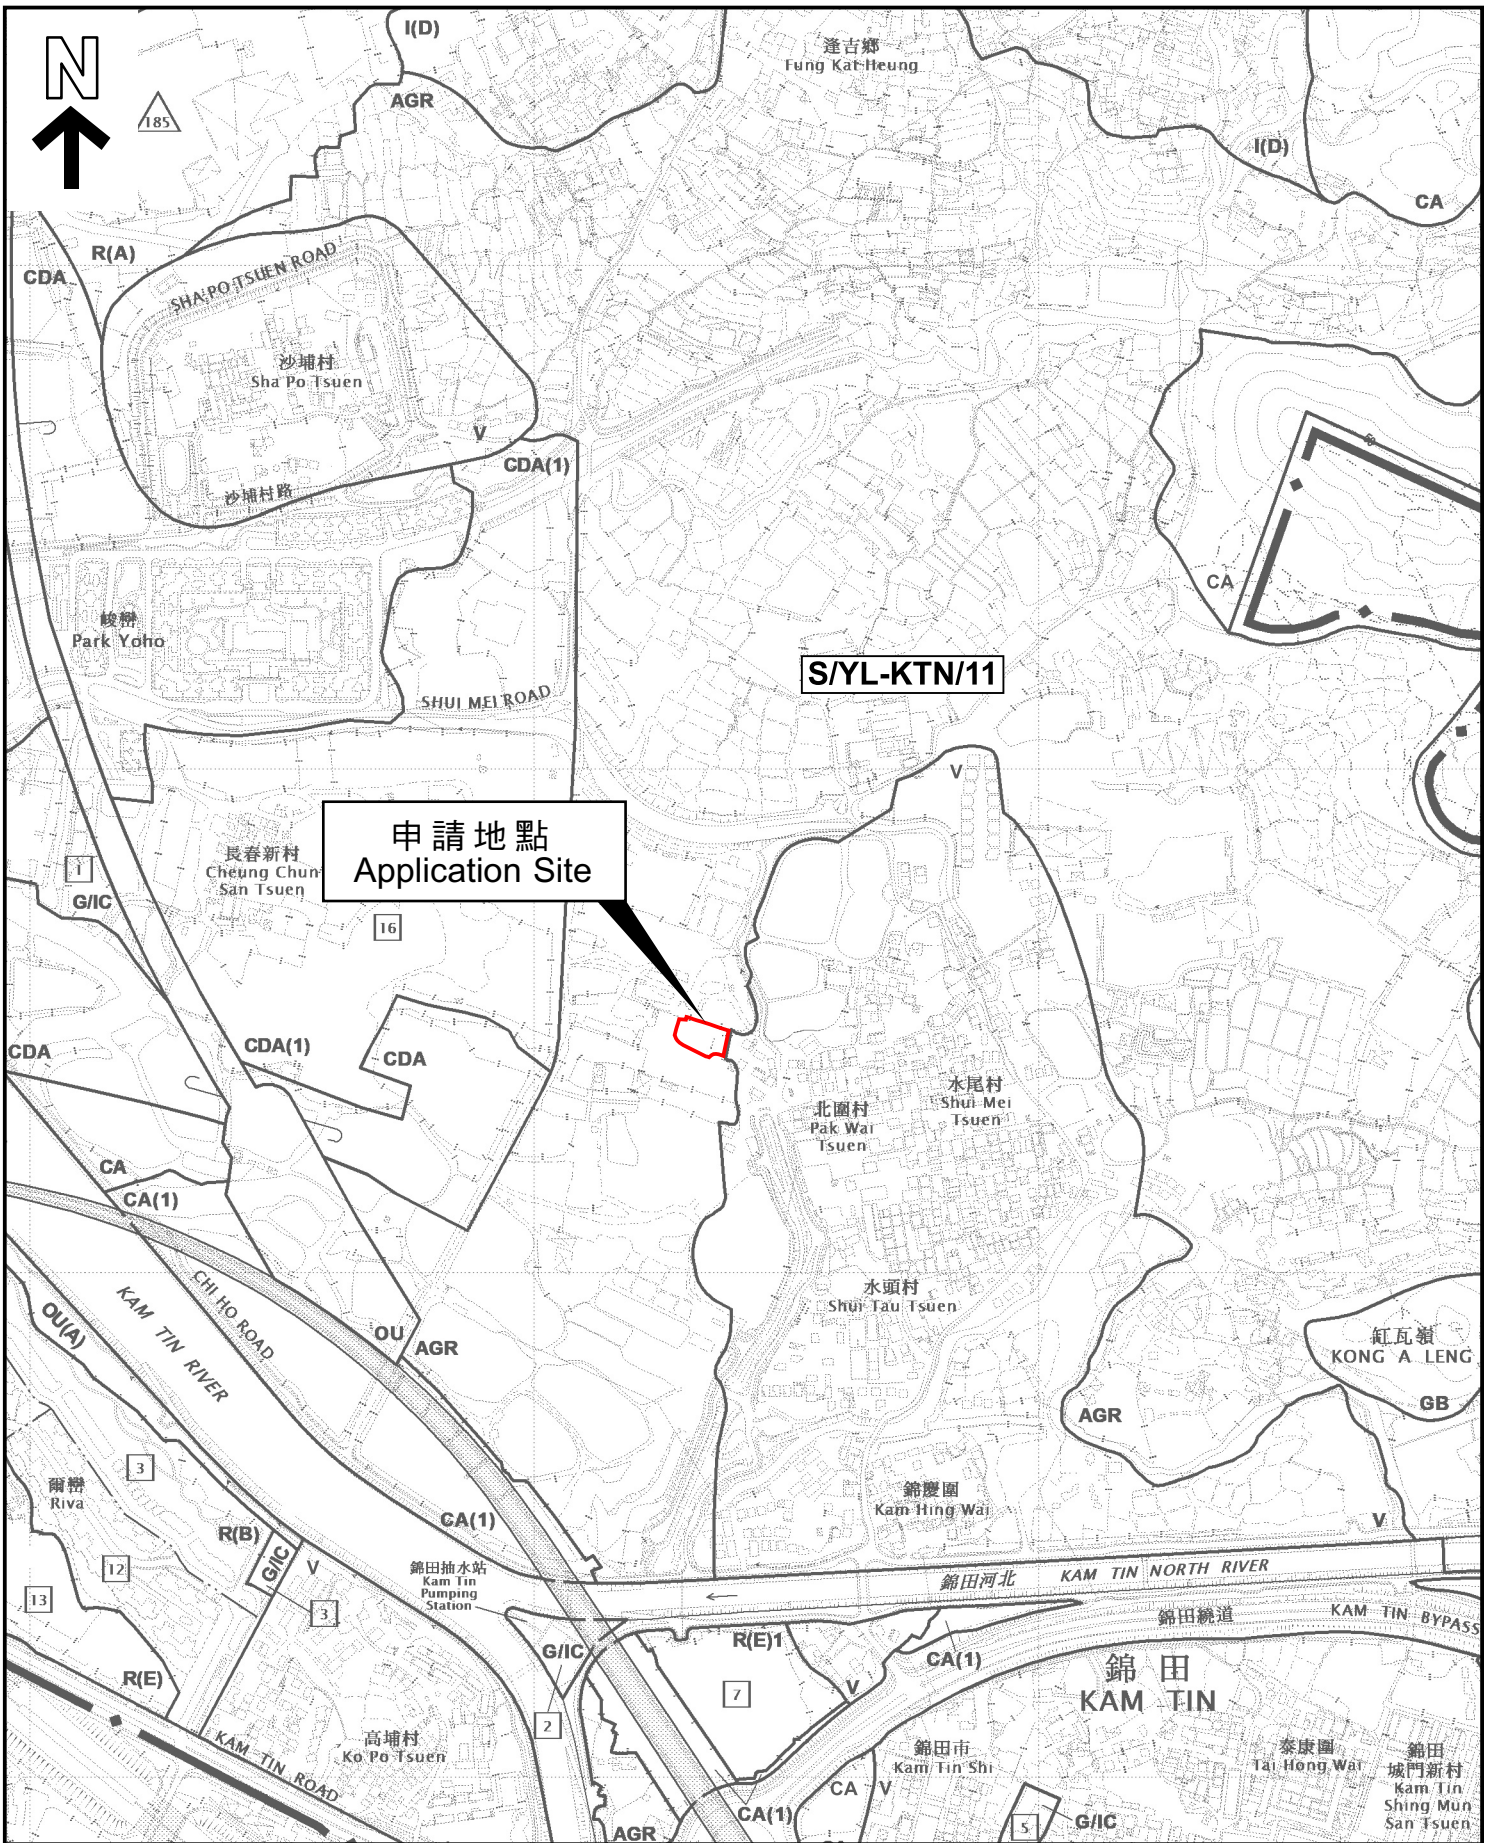 N
185
I(D)
AGR
逢吉鄉
Fung Kat Heung
I(D)
CA
R(A)
CDA
SHA PO TSUEN ROAD
沙埔村
Sha Po Tsuen
V
CDA(1)
沙埔村路
CA
峻巒
Park Yoho
S/YL-KTN/11
SHUI MEI ROAD
V
申請地點
Application Site
長春新村
Cheung Chun
San Tsuen
1
G/IC
16
CDA
CDA(1)
CDA
水尾村
Shui Mei
Tsuen
北圍村
Pak Wai
Tsuen
CA
CA(1)
水頭村
Shui Tau Tsuen
CHI HO ROAD
KAM TIN RIVER
OU(A)
OU
AGR
缸瓦嶺
KONG A LENG
GB
AGR
3
爾巒
Riva
錦慶圍
Kam Hing Wai
CA(1)
V
R(B)
G/IC
V
12
13
3
錦田抽水站
Kam Tin
Pumping
Station
錦田河北
KAM TIN NORTH RIVER
錦田繞道
KAM TIN BYPASS
R(E)1
G/IC
CA(1)
R(E)
錦田
KAM TIN
7
V
2
高埔村
Ko Po Tsuen
KAM TIN ROAD
錦田市
Kam Tin Shi
泰康圍
Tai Hong Wai
錦田
城門新村
Kam Tin
Shing Mun
San Tsuen
CA
V
CA(1)
5
G/IC
AGR